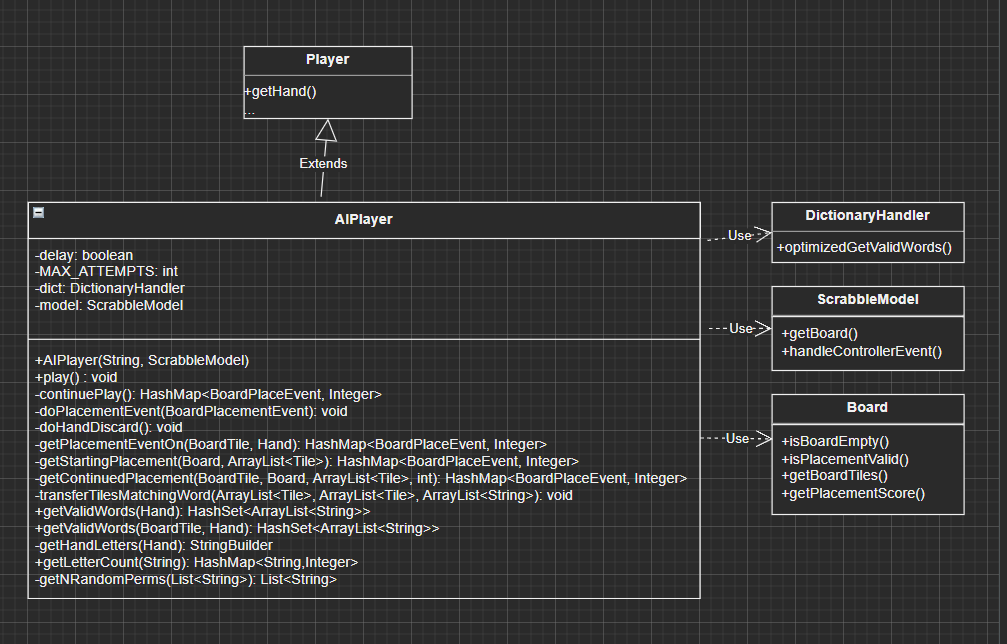 Player
+getHand()
...
Extends
AIPlayer
-delay: boolean
-MAX_ATTEMPTS: int
-dict: DictionaryHandler
-model: ScrabbleModel
+AIPlayer(String, ScrabbleModel)
+play() : void
-continuePlay(): HashMap<BoardPlaceEvent, Integer>
-doPlacementEvent(BoardPlacementEvent): void
-doHandDiscard(): void
-getPlacementEventOn(BoardTile, Hand): HashMap<BoardPlaceEvent, Integer>
-getStartingPlacement(Board, ArrayList<Tile>): HashMap<BoardPlaceEvent, Integer>
-getContinuedPlacement(BoardTile, Board, ArrayList<Tile>, int): HashMap<BoardPlaceEvent, Integer>
-transferTilesMatchingWord(ArrayList<Tile>, ArrayList<Tile>, ArrayList<String>): void
+getValidWords(Hand): HashSet<ArrayList<String>>
+getValidWords(BoardTile, Hand): HashSet<ArrayList<String>>
-getHandLetters(Hand): StringBuilder
+getLetterCount(String): HashMap<String,Integer>
-getNRandomPerms(List<String>): List<String>
Use
DictionaryHandler
+optimizedGetValidWords()
Use
ScrabbleModel
+getBoard()
+handleControllerEvent()
Use
Board
+isBoardEmpty()
+isPlacementValid()
+getBoardTiles()
+getPlacementScore()